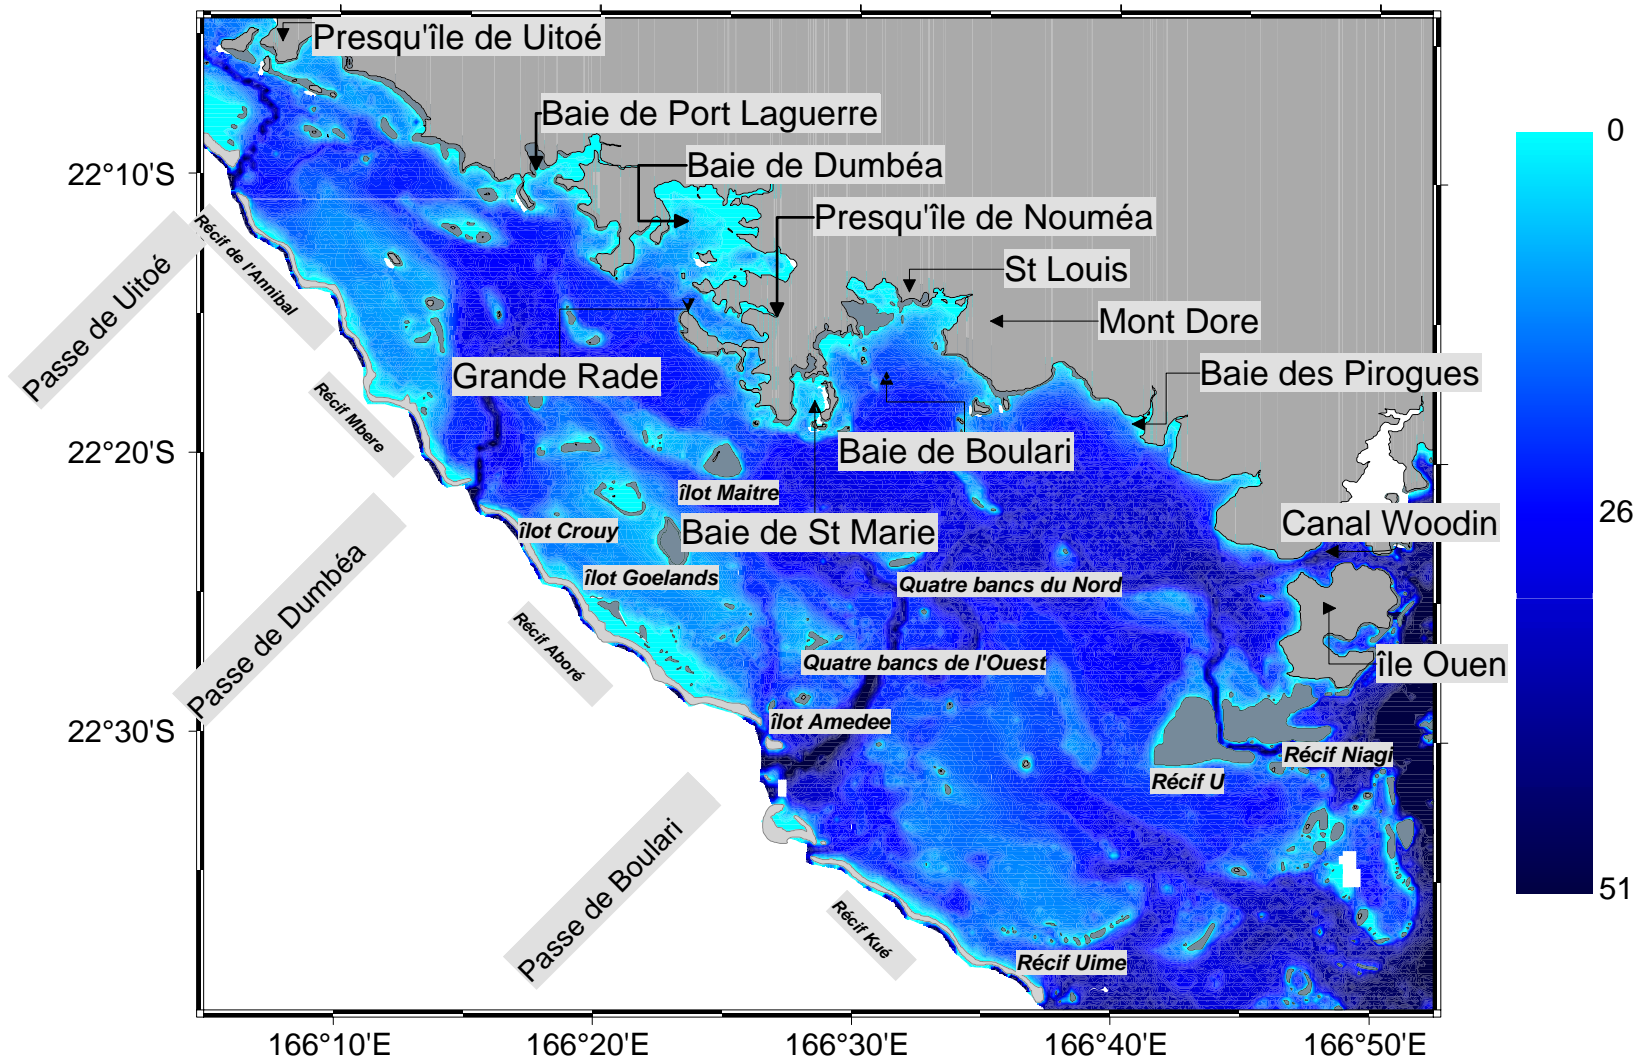 Presqu'île de Uitoé
Baie de Port Laguerre
0
Baie de Dumbéa
22°10'S
Presqu'île de Nouméa
Récif de l'Annibal
St Louis
Passe de Uitoé
Mont Dore
Grande Rade
Baie des Pirogues
Récif Mbere
22°20'S
Baie de Boulari
îlot Maitre
26
Canal Woodin
îlot Crouy
Baie de St Marie
îlot Goelands
Quatre bancs du Nord
Passe de Dumbéa
Récif Aboré
Quatre bancs de l'Ouest
île Ouen
îlot Amedee
22°30'S
Récif Niagi
Récif U
Passe de Boulari
51
Récif Kué
Récif Uime
166°10'E
166°20'E
166°30'E
166°40'E
166°50'E